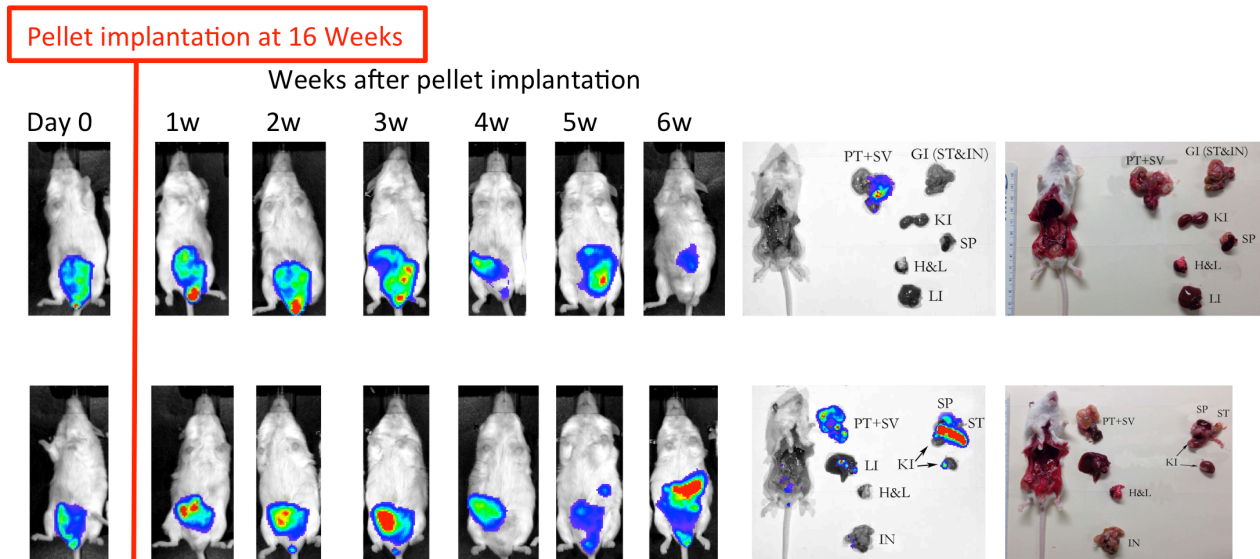 Pellet implantation at 16 Weeks
Weeks after pellet implantation
Day 0 1w 2w 3w 4w 5w 6w
PT+SV GI (ST&IN)
KI
SP
H&L
LI
PT+SV GI (ST&IN)
KI
SP
H&L
LI
SP
PT+SV ST
LI KI
H&L
IN
SP ST
PT+SV
KI
H&L
IN